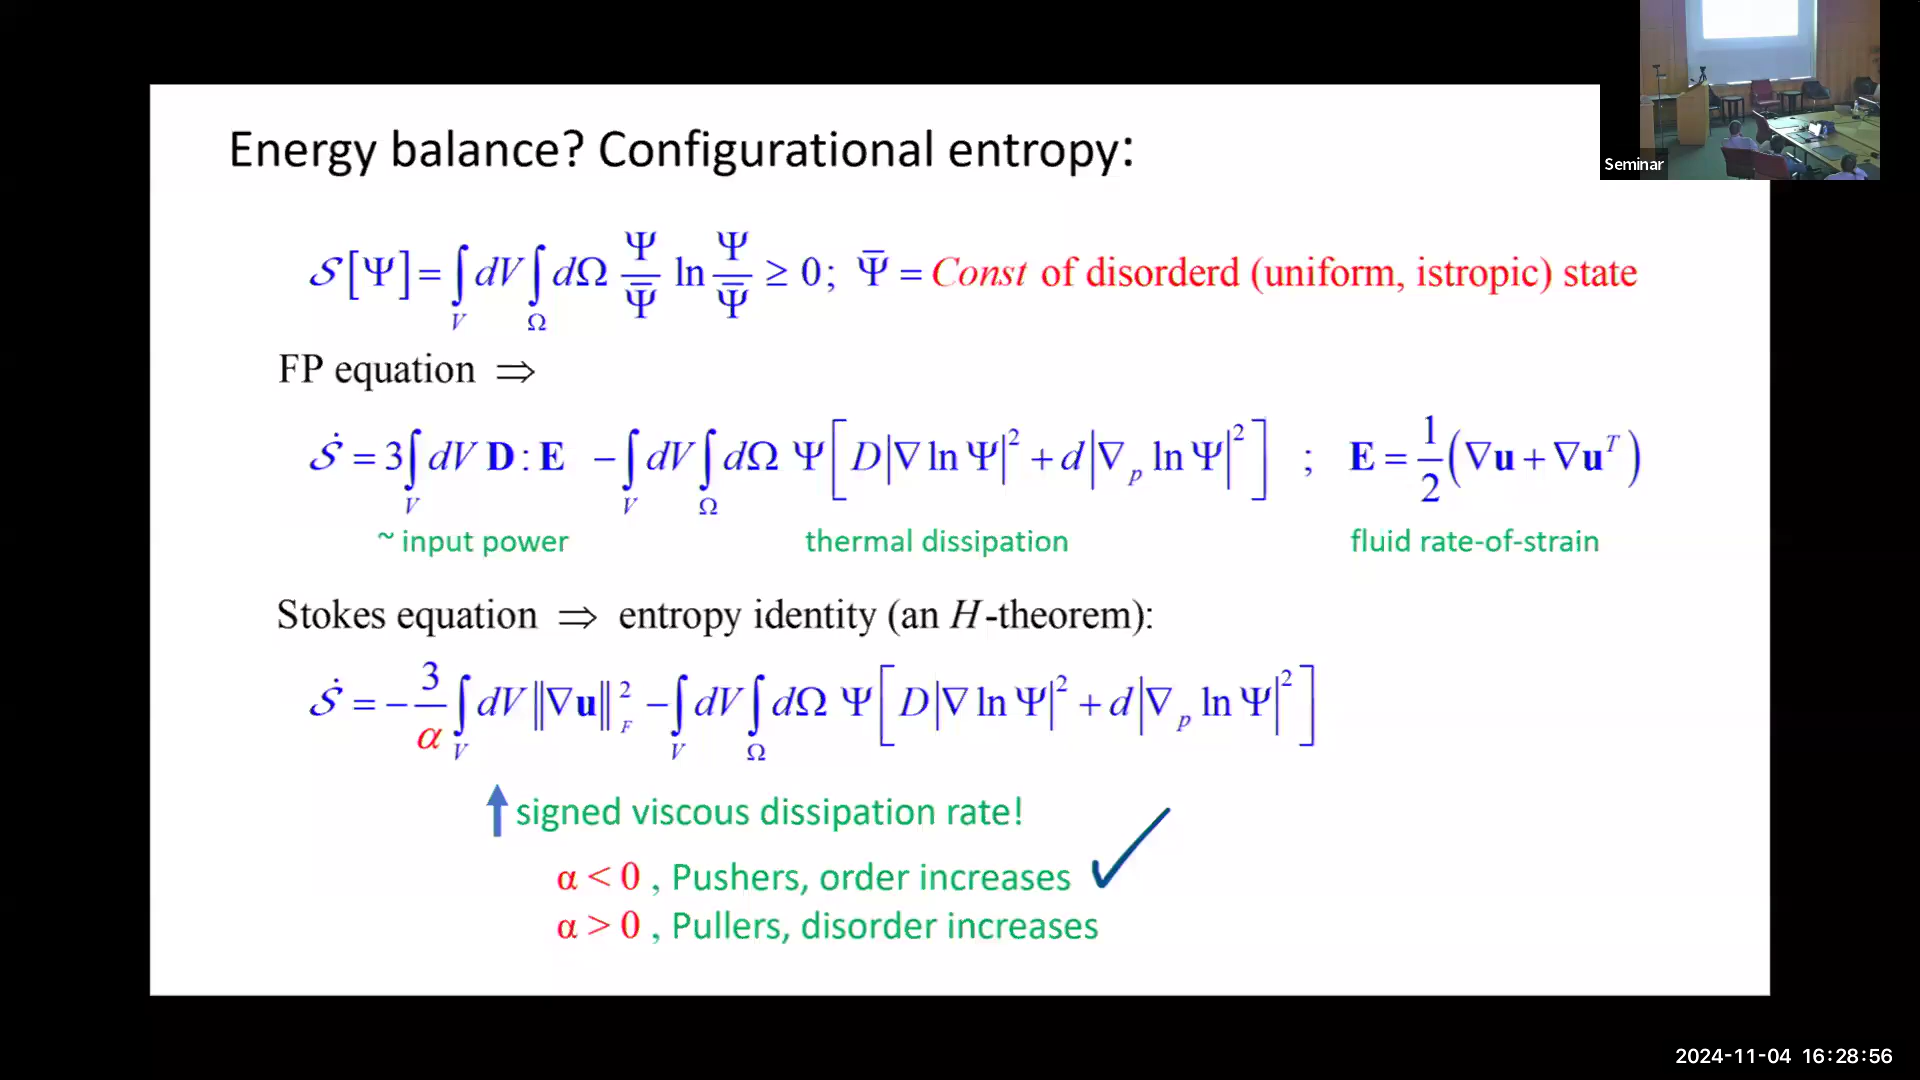 Seminar
Energy balance? Configurational entropy:
𝒮[Ψ] = ∫_V dV ∫_Ω dΩ Ψ/Ψ̄ ln Ψ/Ψ̄ ≥ 0; Ψ̄ = Const of disorderd (uniform, istropic) state
FP equation ⇒
𝒮̇ = 3∫_V dV D : E − ∫_V dV ∫_Ω dΩ Ψ[D|∇ ln Ψ|² + d|∇_p ln Ψ|²] ; E = 1/2(∇u + ∇u^T)
~ input power thermal dissipation fluid rate-of-strain
Stokes equation ⇒ entropy identity (an H-theorem):
𝒮̇ = −3/α ∫_V dV ‖∇u‖²_F − ∫_V dV ∫_Ω dΩ Ψ[D|∇ ln Ψ|² + d|∇_p ln Ψ|²]
signed viscous dissipation rate!
α < 0 , Pushers, order increases
α > 0 , Pullers, disorder increases
2024-11-04 16:28:56